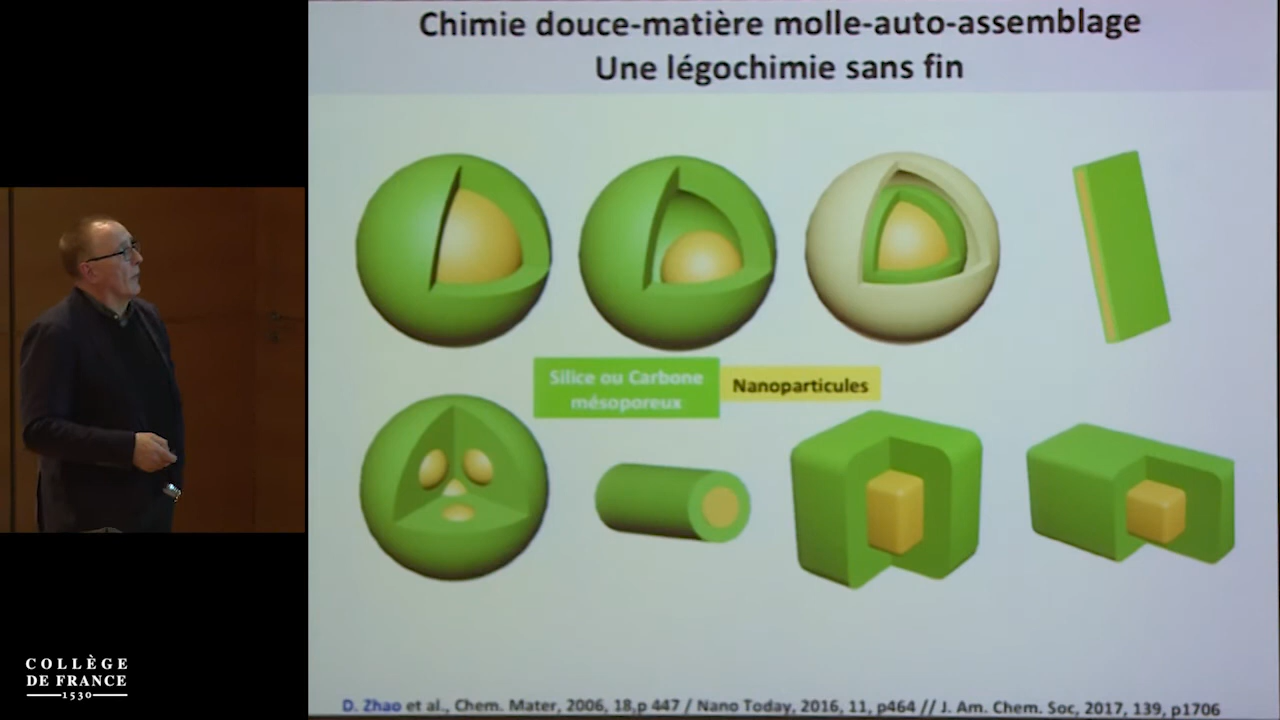 Chimie douce-matière molle-auto-assemblage
Une légochimie sans fin
Silice ou Carbone
mésoporeux
Nanoparticules
D. Zhao et al., Chem. Mater, 2006, 18,p 447 / Nano Today, 2016, 11, p464 // J. Am. Chem. Soc, 2017, 139, p1706
COLLÈGE
DE FRANCE
1530